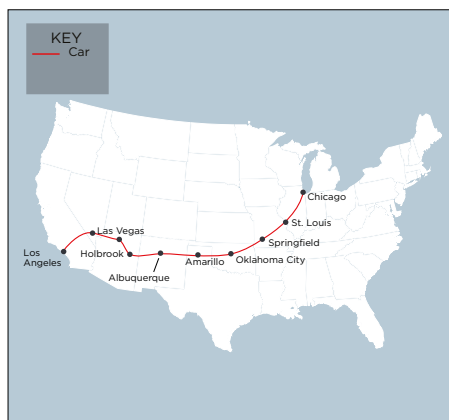 KEY
Car
Chicago
St. Louis
Las Vegas
Springfield
Los
Angeles
Holbrook
Oklahoma City
Amarillo
Albuquerque